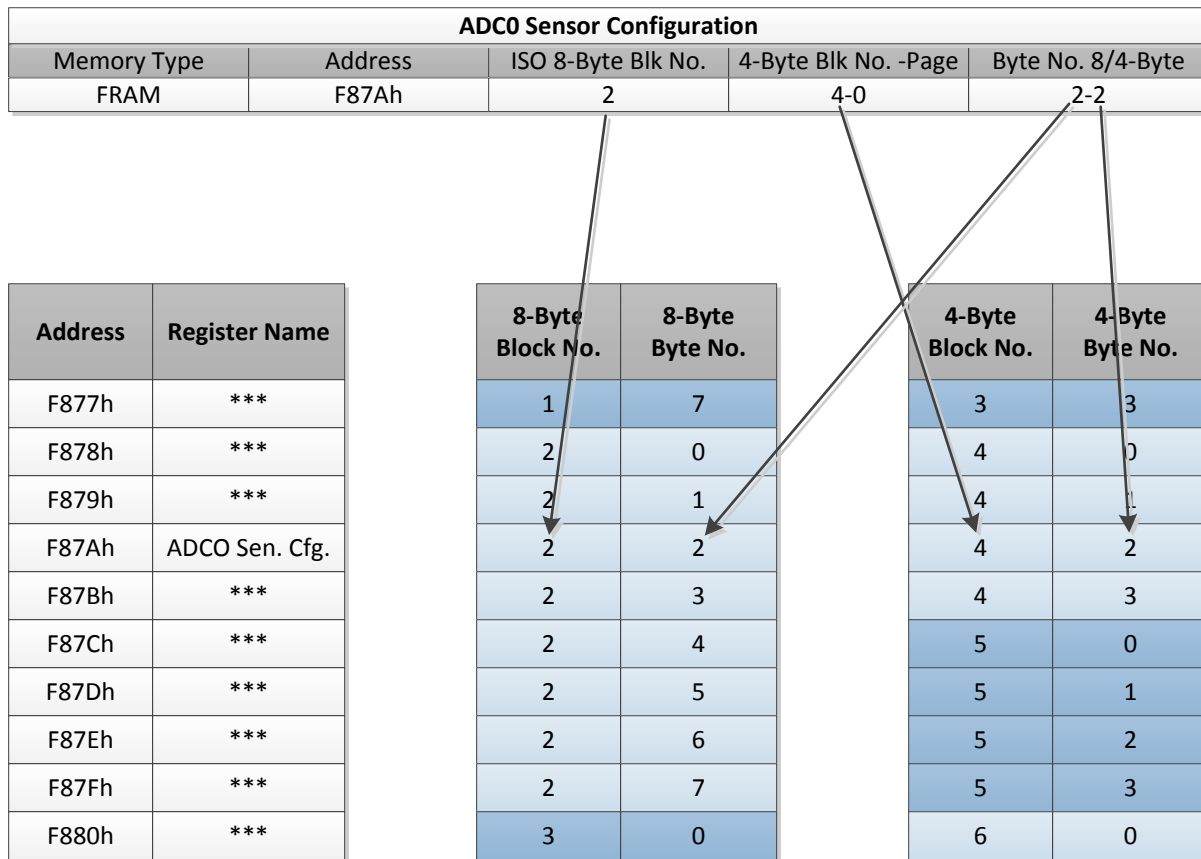 ADC0 Sensor Configuration
Memory Type Address ISO 8-Byte Blk No. 4-Byte Blk No. -Page Byte No. 8/4-Byte
FRAM F87Ah 2 4-0 2-2
Address Register Name 8-Byte Block No. 8-Byte Byte No. 4-Byte Block No. 4-Byte Byte No.
F877h *** 1 7 3 3
F878h *** 2 0 4 0
F879h *** 2 1 4 1
F87Ah ADCO Sen. Cfg. 2 2 4 2
F87Bh *** 2 3 4 3
F87Ch *** 2 4 5 0
F87Dh *** 2 5 5 1
F87Eh *** 2 6 5 2
F87Fh *** 2 7 5 3
F880h *** 3 0 6 0